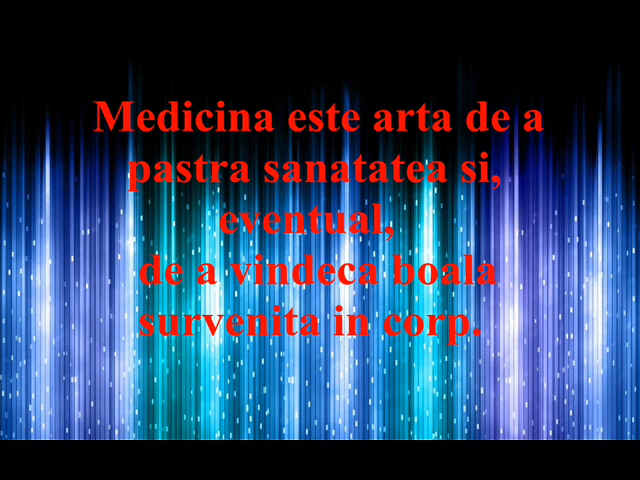 Medicina este arta de a
pastra sanatatea si,
eventual,
de a vindeca boala
survenita in corp.